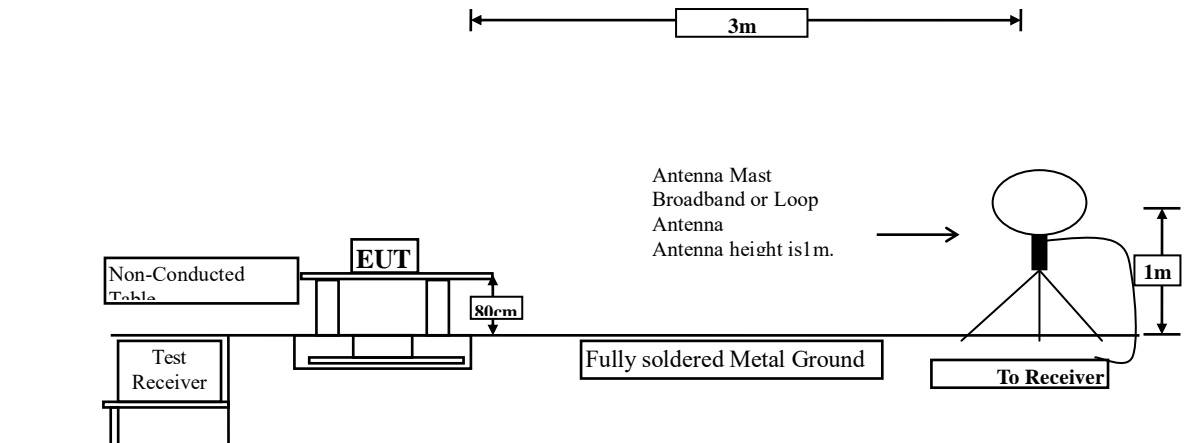 3m
Antenna Mast
Broadband or Loop
Antenna
Antenna height is1m.
EUT
Non-Conducted
Table
80cm
1m
Test
Receiver
Fully soldered Metal Ground
To Receiver